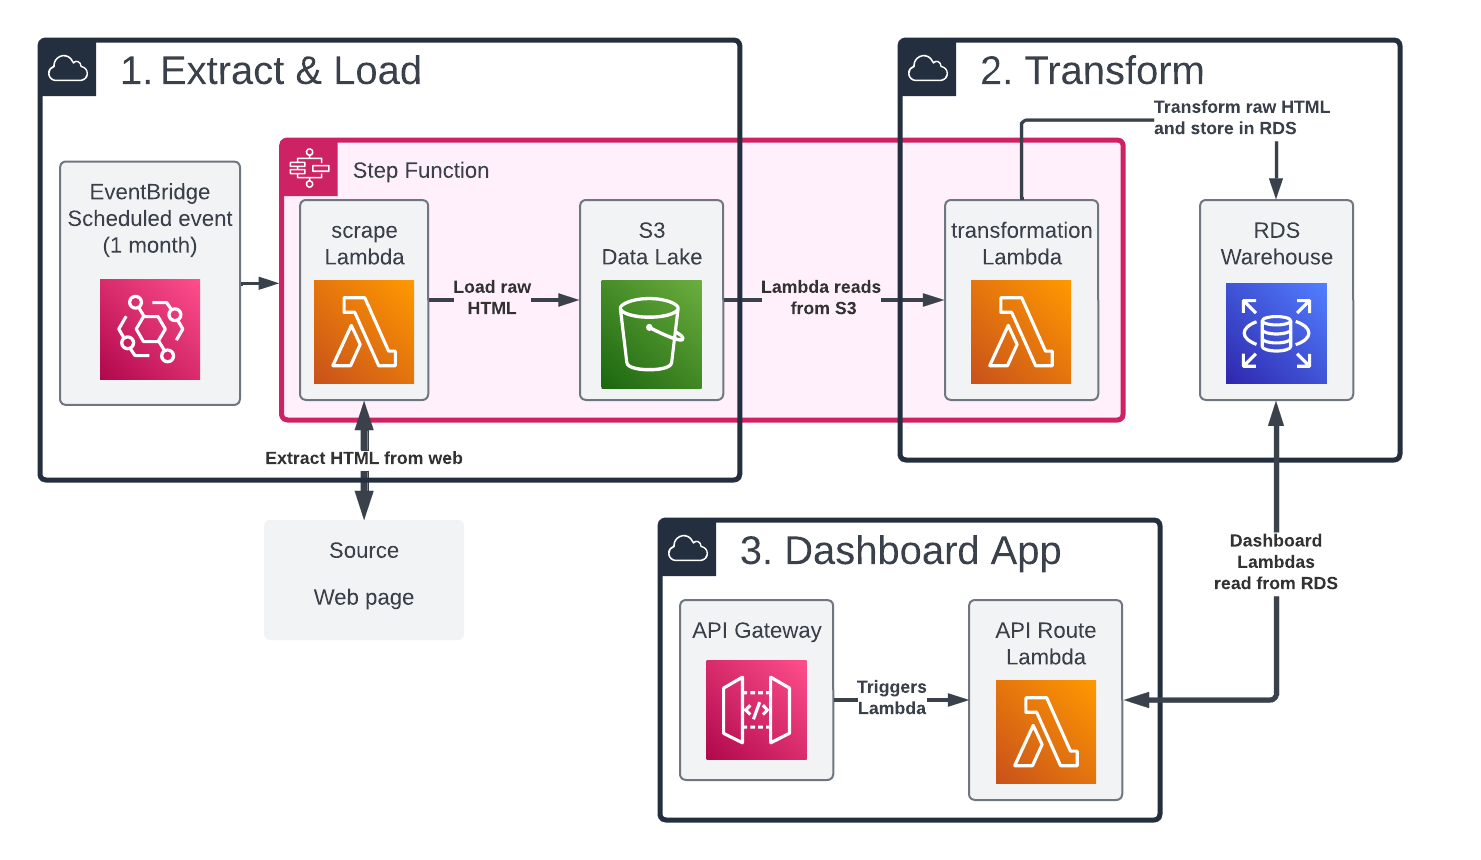 1. Extract & Load
EventBridge
Scheduled event
(1 month)
Step Function
scrape
Lambda
Load raw
HTML
S3
Data Lake
Lambda reads
from S3
Extract HTML from web
Source
Web page
2. Transform
Transform raw HTML
and store in RDS
transformation
Lambda
RDS
Warehouse
Dashboard
Lambdas
read from RDS
3. Dashboard App
API Gateway
</>
Triggers
Lambda
API Route
Lambda